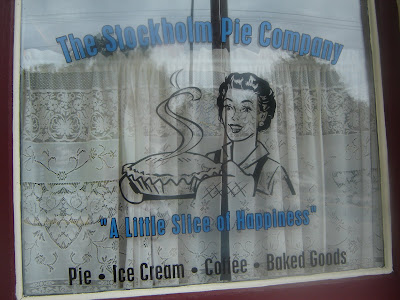 The Stockholm Pie Company
"A Little Slice of Happiness"
Pie • Ice Cream • Coffee • Baked Goods